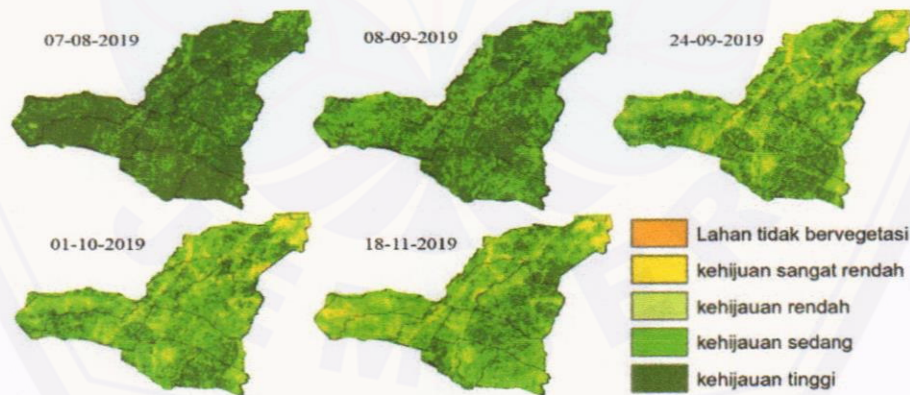 07-08-2019
08-09-2019
24-09-2019
01-10-2019
18-11-2019
Lahan tidak bervegetasi
kehijuan sangat rendah
kehijauan rendah
kehijauan sedang
kehijauan tinggi